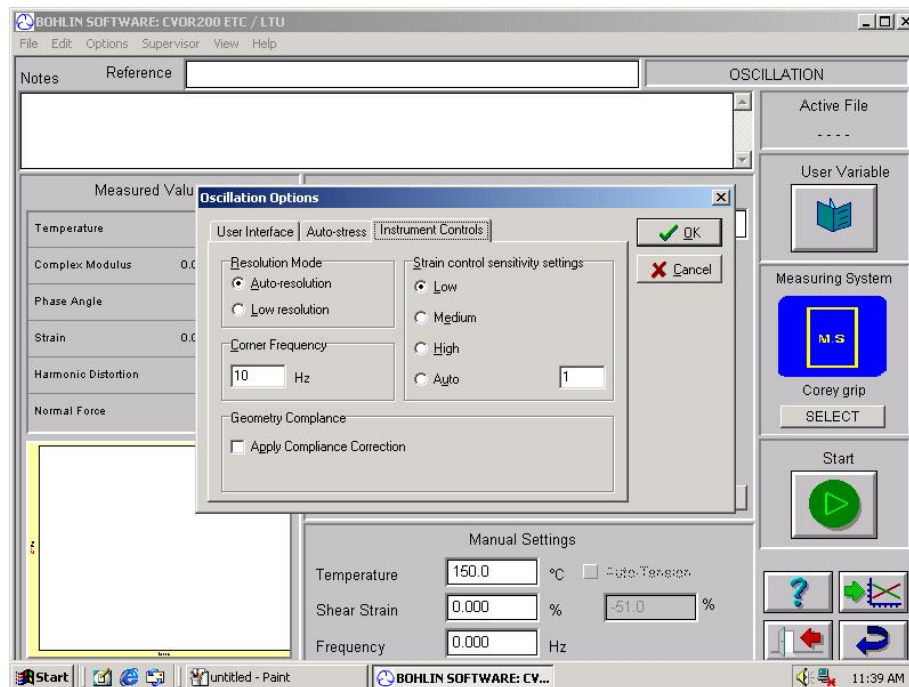 BOHLIN SOFTWARE: CVOR200 ETC / LTU
File Edit Options Supervisor View Help
Notes Reference OSCILLATION
Active File
----
User Variable
Measured Valu
Temperature
Complex Modulus 0.0
Phase Angle
Strain 0.0
Harmonic Distortion
Normal Force
Oscillation Options
User Interface Auto-stress Instrument Controls
Resolution Mode
Auto-resolution
Low resolution
Corner Frequency
10 Hz
Strain control sensitivity settings
Low
Medium
High
Auto 1
Geometry Complance
Apply Compliance Correction
OK
Cancel
Measuring System
M.S
Corey grip
SELECT
Start
Manual Settings
Temperature 150.0 °C Auto-Tension
Shear Strain 0.000 % -51.0 %
Frequency 0.000 Hz
Start untitled - Paint BOHLIN SOFTWARE: CV... 11:39 AM